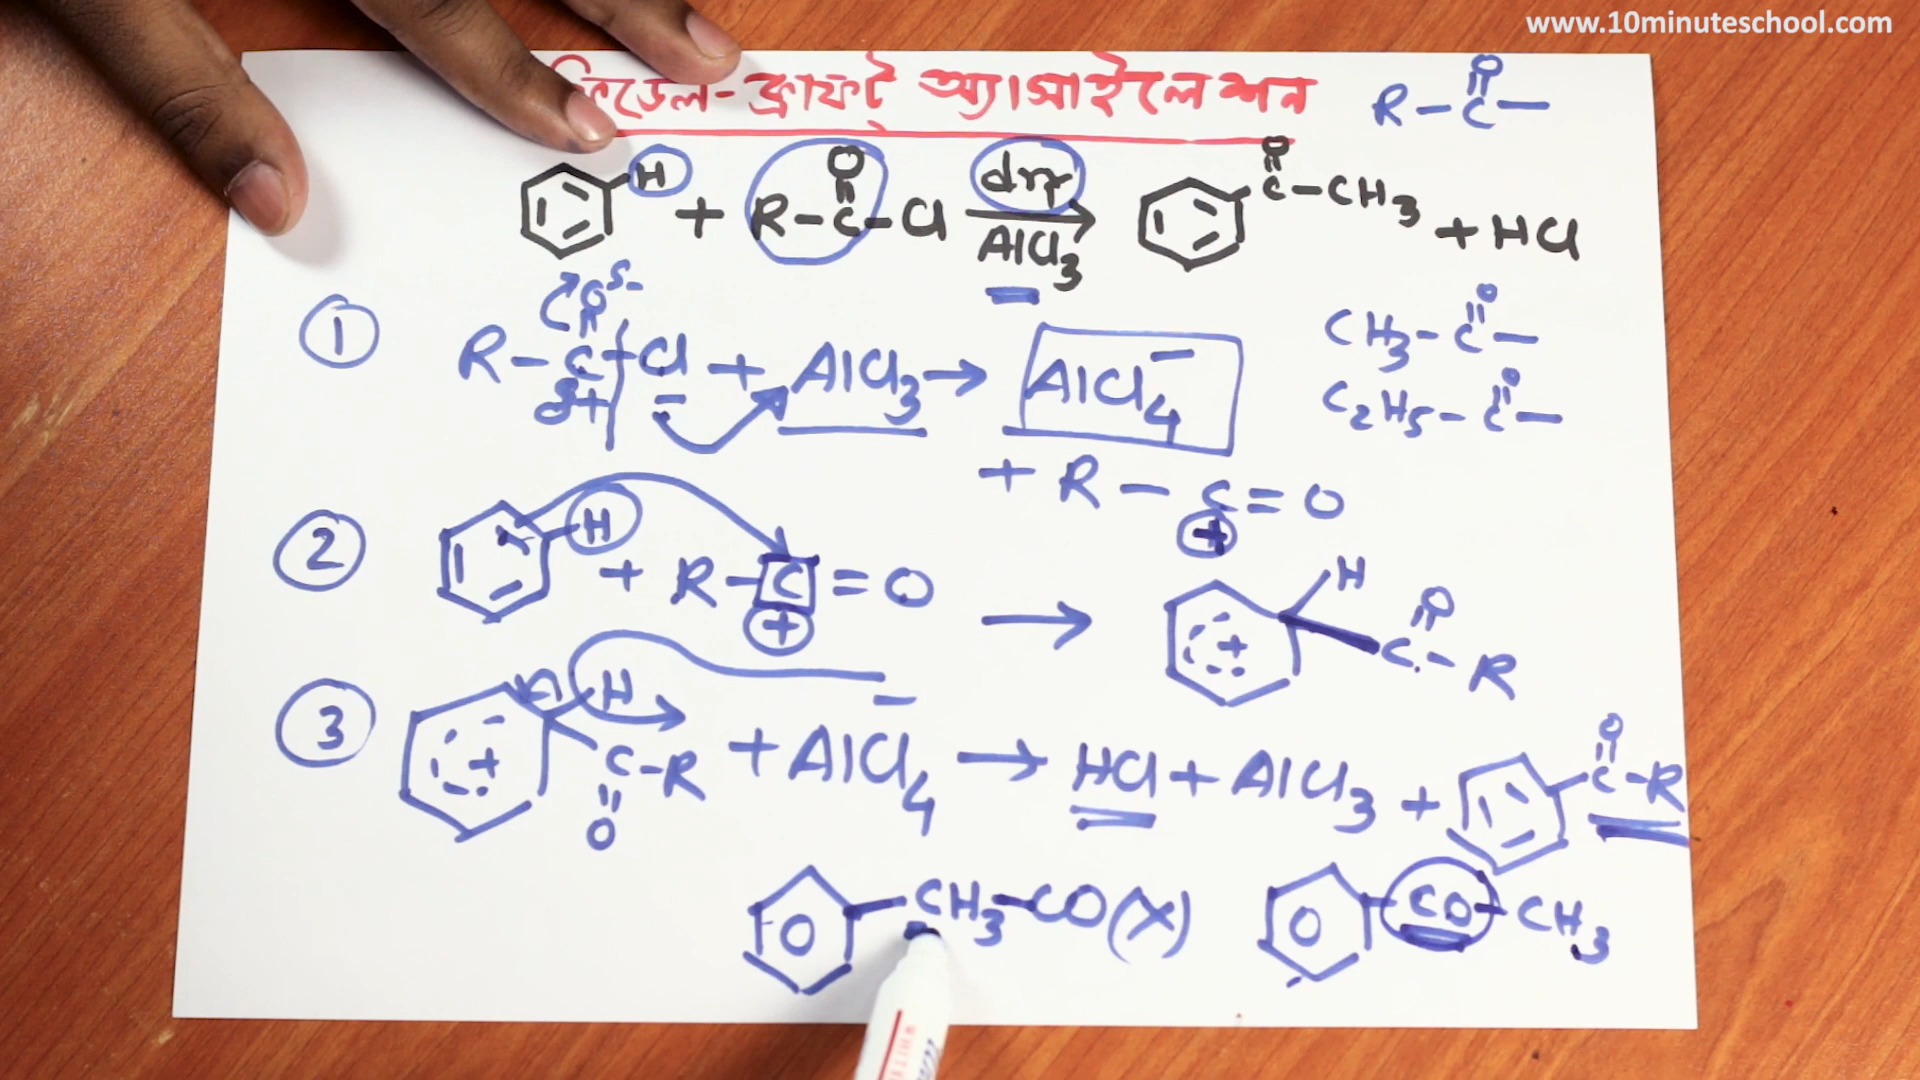 www.10minuteschool.com
ফ্রিডেল-ক্রাফট অ্যাসাইলেশন R-C(=O)-
H + R-C(=O)-Cl dry AlCl3 → C(=O)-CH3 + HCl
① R-C(=O)-Cl + AlCl3 → AlCl4⁻ CH3-C(=O)-
δ+ δ- - C2H5-C(=O)-
+ R-C⁺=O
② H + R-C⁺=O → + H C(=O)-R
③ + H C(=O)-R + AlCl4⁻ → HCl + AlCl3 + C(=O)-R
CH3-CO(X) CO-CH3